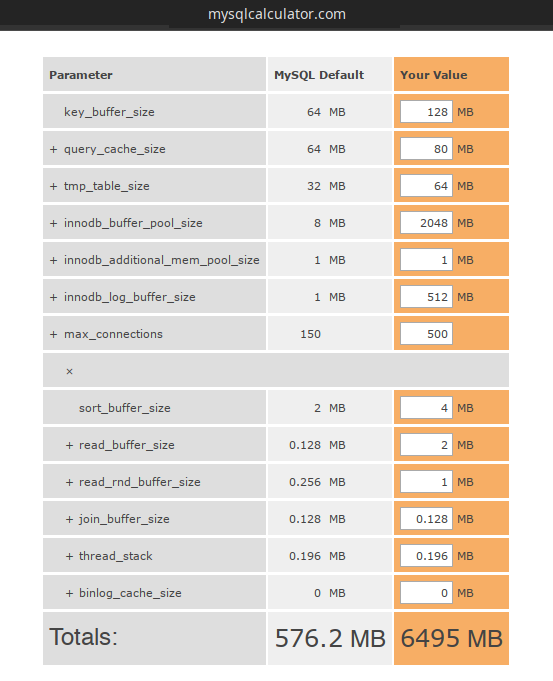 mysqlcalculator.com
Parameter MySQL Default Your Value
key_buffer_size 64 MB 128 MB
+ query_cache_size 64 MB 80 MB
+ tmp_table_size 32 MB 64 MB
+ innodb_buffer_pool_size 8 MB 2048 MB
+ innodb_additional_mem_pool_size 1 MB 1 MB
+ innodb_log_buffer_size 1 MB 512 MB
+ max_connections 150 500
×
sort_buffer_size 2 MB 4 MB
+ read_buffer_size 0.128 MB 2 MB
+ read_rnd_buffer_size 0.256 MB 1 MB
+ join_buffer_size 0.128 MB 0.128 MB
+ thread_stack 0.196 MB 0.196 MB
+ binlog_cache_size 0 MB 0 MB
Totals: 576.2 MB 6495 MB